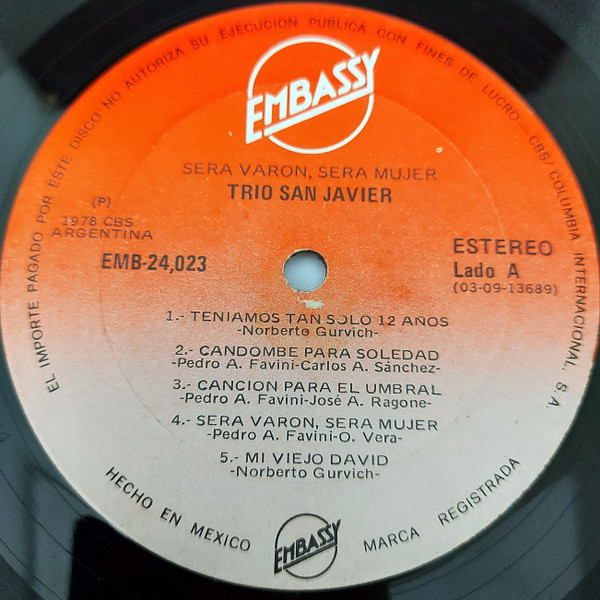 EL IMPORTE PAGADO POR ESTE DISCO NO AUTORIZA SU EJECUCION PUBLICA CON FINES DE LUCRO — CBS/COLUMBIA INTERNACIONAL, S.A.
EMBASSY
SERA VARON, SERA MUJER
TRIO SAN JAVIER
(P)
1978 CBS
ARGENTINA
EMB-24,023
ESTEREO
Lado A
(03-09-13689)
1.- TENIAMOS TAN SOLO 12 AÑOS
-Norberto Gurvich-
2.- CANDOMBE PARA SOLEDAD
-Pedro A. Favini-Carlos A. Sánchez-
3.- CANCION PARA EL UMBRAL
-Pedro A. Favini-José A. Ragone-
4.- SERA VARON, SERA MUJER
-Pedro A. Favini-O. Vera-
5.- MI VIEJO DAVID
-Norberto Gurvich-
HECHO EN MEXICO
EMBASSY
MARCA REGISTRADA